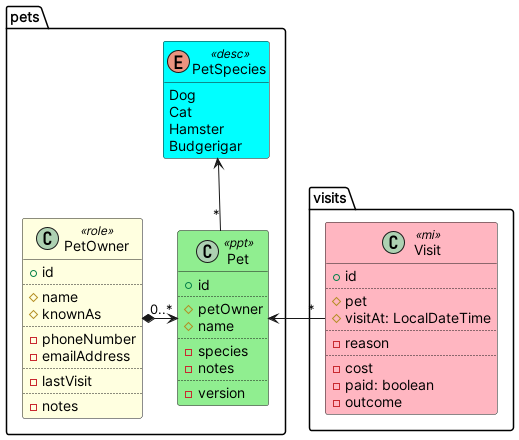 pets
E
«desc»
PetSpecies
Dog
Cat
Hamster
Budgerigar
*
visits
C
«role»
PetOwner
id
name
knownAs
phoneNumber
emailAddress
lastVisit
notes
0..*
C
«ppt»
Pet
id
petOwner
name
species
notes
version
*
C
«mi»
Visit
id
pet
visitAt: LocalDateTime
reason
cost
paid: boolean
outcome